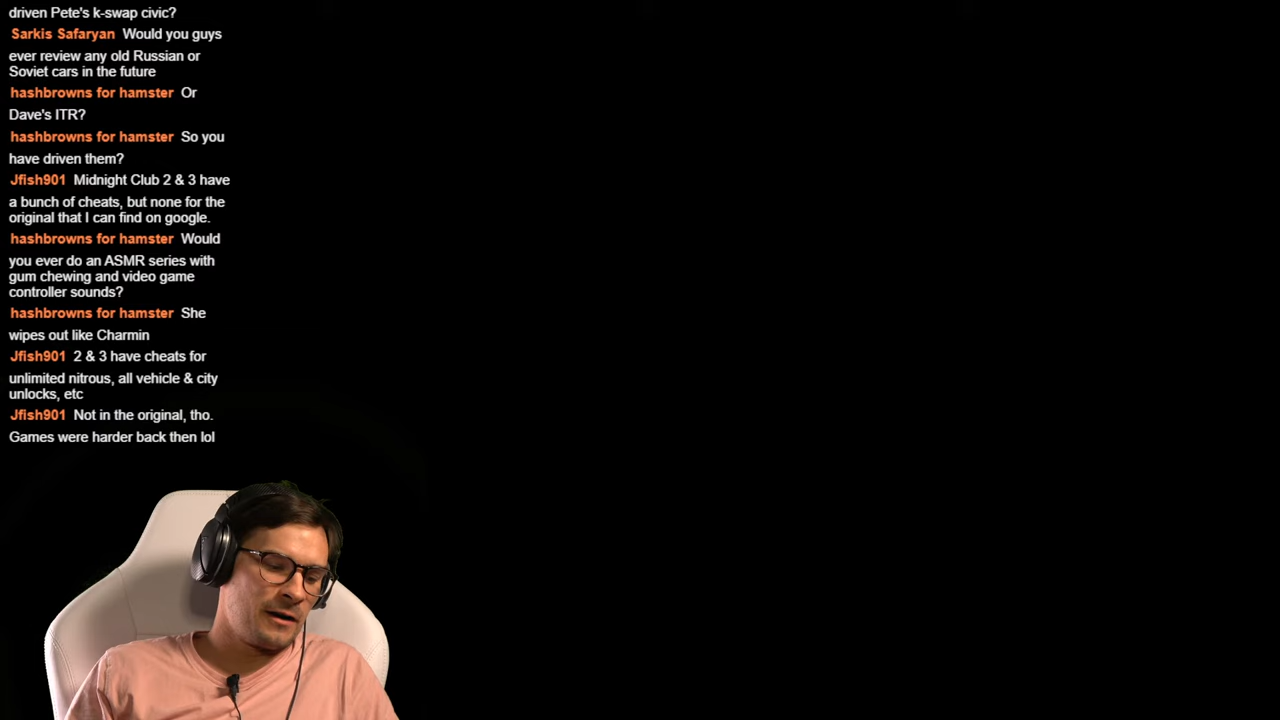 driven Pete's k-swap civic?
Sarkis Safaryan Would you guys
ever review any old Russian or
Soviet cars in the future
hashbrowns for hamster Or
Dave's ITR?
hashbrowns for hamster So you
have driven them?
Jfish901 Midnight Club 2 & 3 have
a bunch of cheats, but none for the
original that I can find on google.
hashbrowns for hamster Would
you ever do an ASMR series with
gum chewing and video game
controller sounds?
hashbrowns for hamster She
wipes out like Charmin
Jfish901 2 & 3 have cheats for
unlimited nitrous, all vehicle & city
unlocks, etc
Jfish901 Not in the original, tho.
Games were harder back then lol